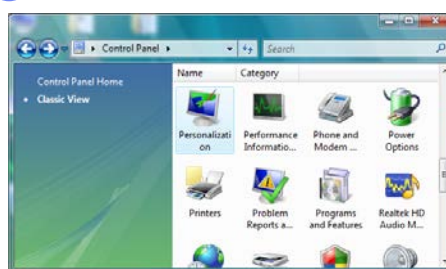 Control Panel
Search
Control Panel Home
Classic View
Name Category
Personalizati
on
Performance
Informatio...
Phone and
Modem ...
Power
Options
Printers
Problem
Reports a...
Programs
and Features
Realtek HD
Audio M...